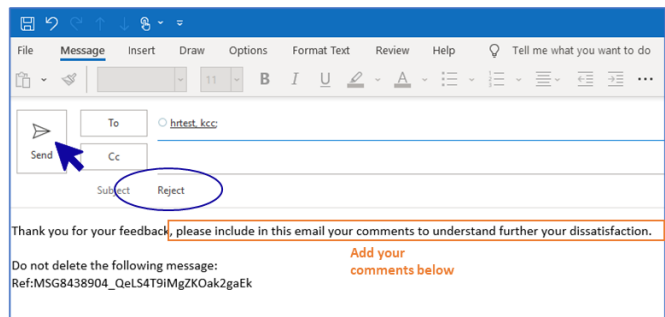 File Message Insert Draw Options Format Text Review Help Tell me what you want to do
11 B I U A
To hrtest, kcc;
Send
Cc
Subject Reject
Thank you for your feedback, please include in this email your comments to understand further your dissatisfaction.
Add your
comments below
Do not delete the following message:
Ref:MSG8438904_QeLS4T9iMgZKOak2gaEk